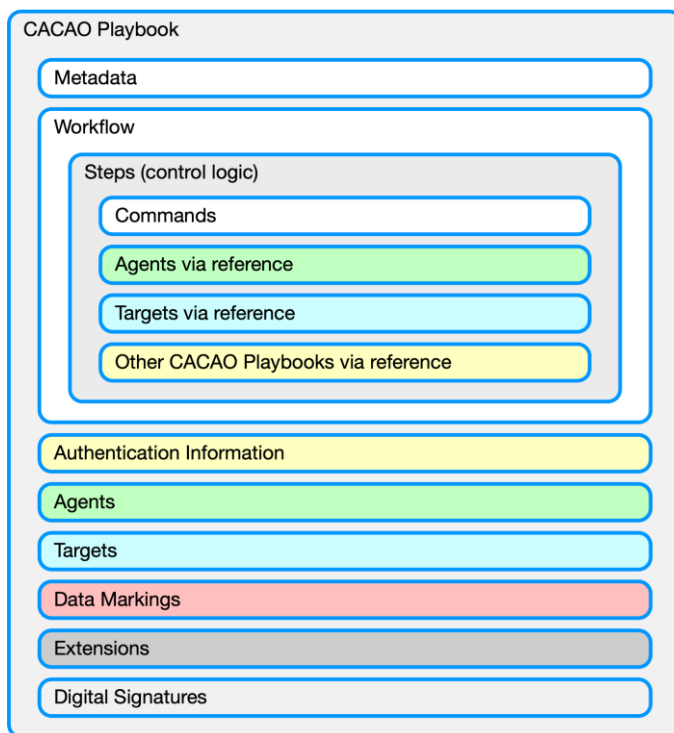 CACAO Playbook
Metadata
Workflow
Steps (control logic)
Commands
Agents via reference
Targets via reference
Other CACAO Playbooks via reference
Authentication Information
Agents
Targets
Data Markings
Extensions
Digital Signatures